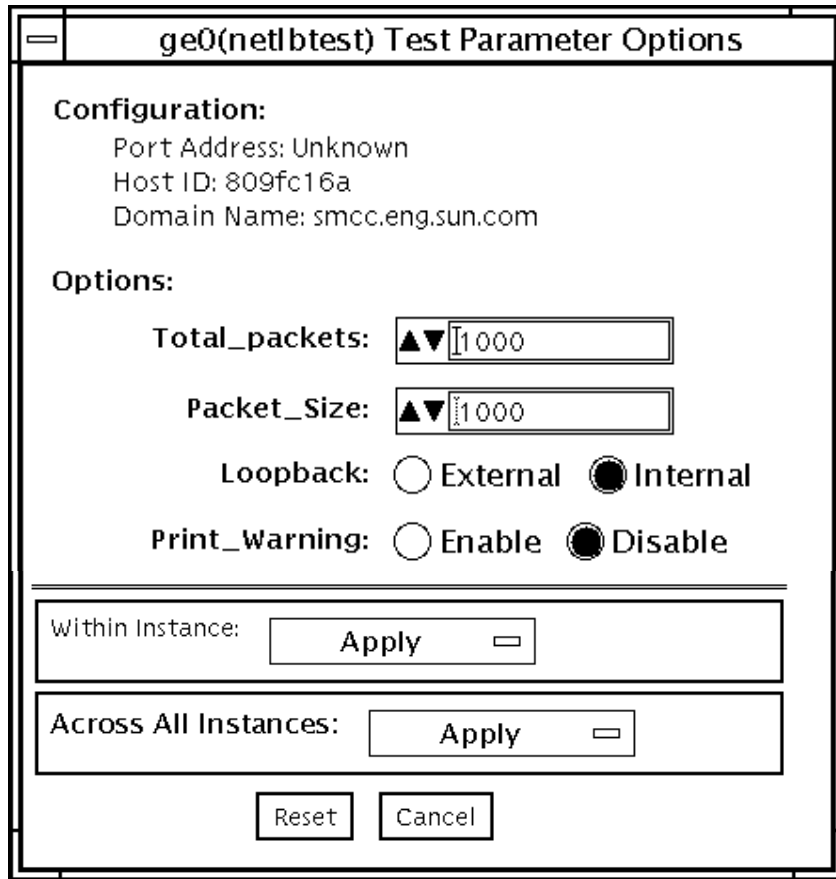 ge0(netlbtest) Test Parameter Options
Configuration:
Port Address: Unknown
Host ID: 809fc16a
Domain Name: smcc.eng.sun.com
Options:
Total_packets: 1000
Packet_Size: 1000
Loopback: External Internal
Print_Warning: Enable Disable
Within Instance: Apply
Across All Instances: Apply
Reset Cancel